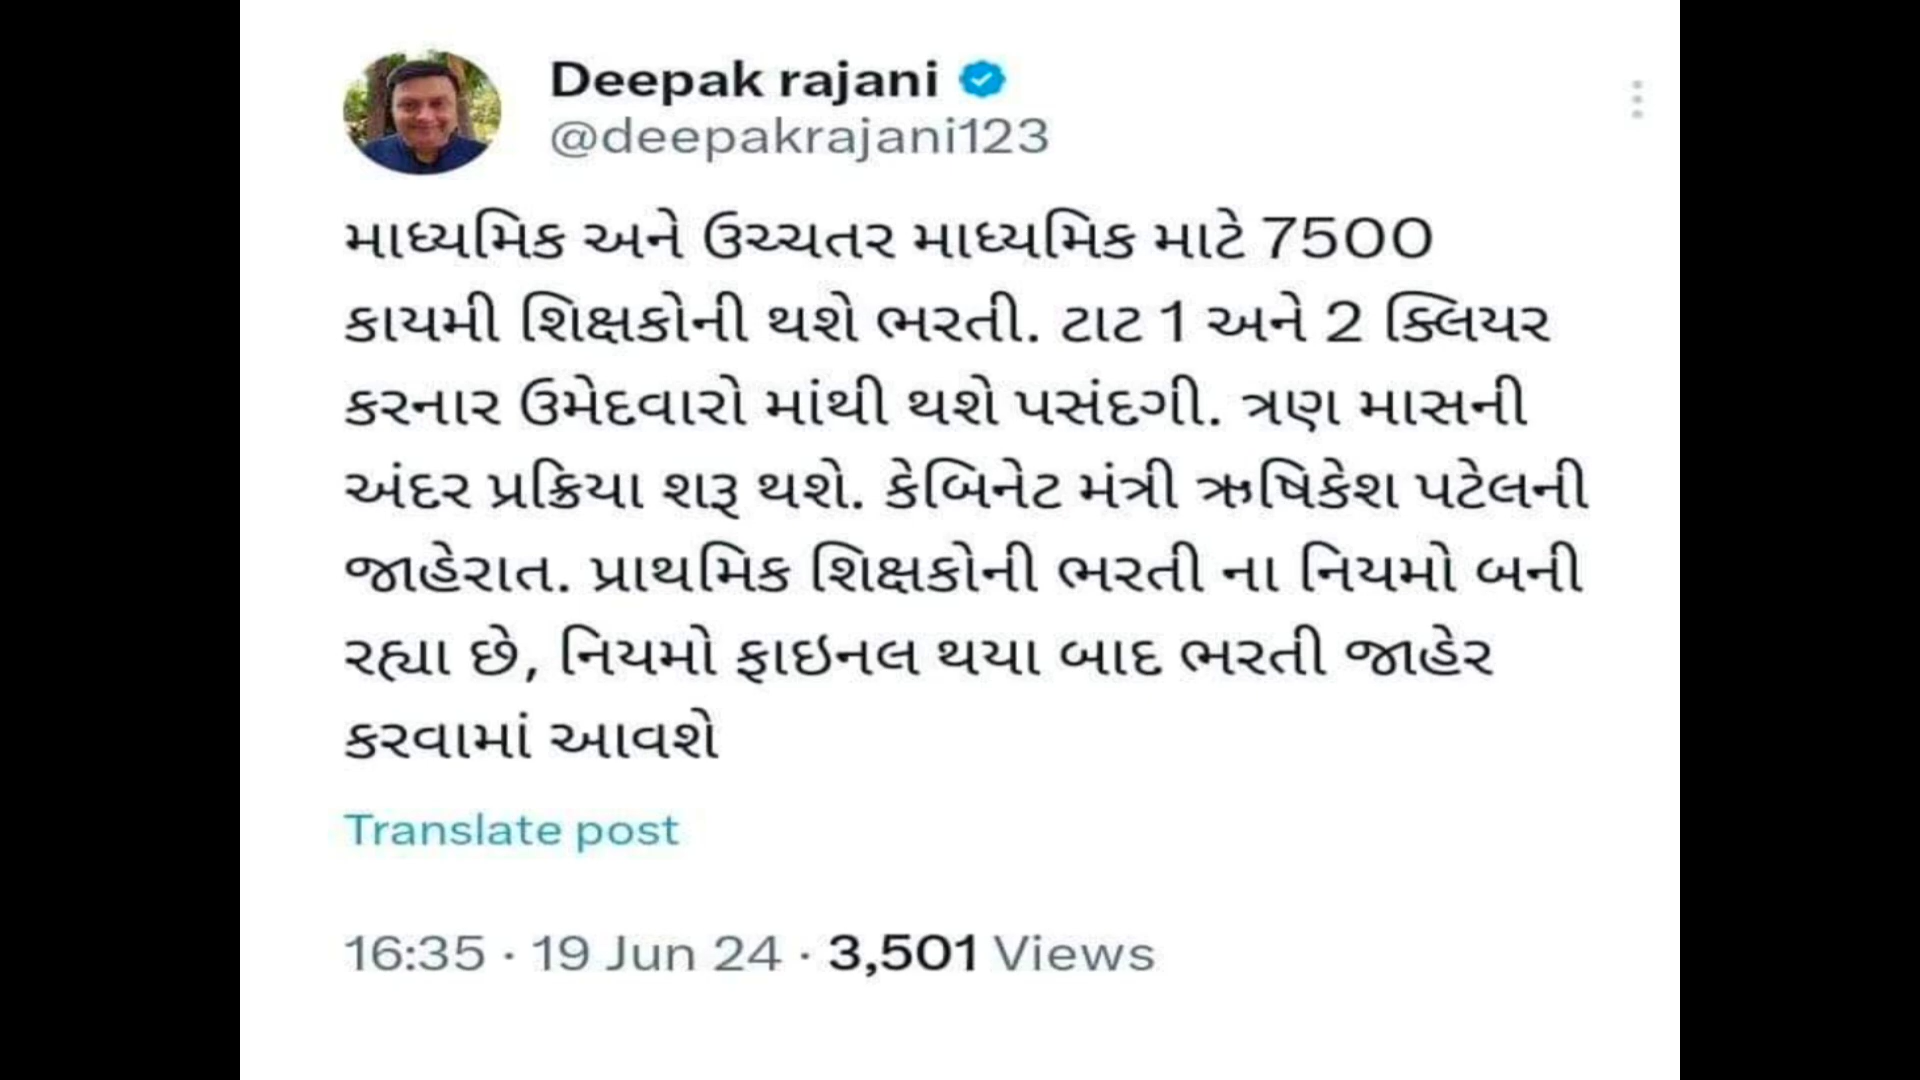 Deepak rajani
@deepakrajani123
માધ્યમિક અને ઉચ્ચતર માધ્યમિક માટે 7500
કાયમી શિક્ષકોની થશે ભરતી. ટાટ 1 અને 2 ક્લિયર
કરનાર ઉમેદવારો માંથી થશે પસંદગી. ત્રણ માસની
અંદર પ્રક્રિયા શરૂ થશે. કેબિનેટ મંત્રી ઋષિકેશ પટેલની
જાહેરાત. પ્રાથમિક શિક્ષકોની ભરતી ના નિયમો બની
રહ્યા છે, નિયમો ફાઇનલ થયા બાદ ભરતી જાહેર
કરવામાં આવશે
Translate post
16:35 · 19 Jun 24 · 3,501 Views